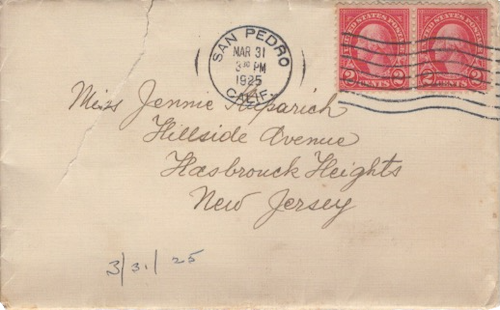 SAN PEDRO
MAR 31
3 30 PM
1925
CALIF.
UNITED STATES POSTAGE
UNITED STATES POSTAGE
2 CENTS 2
2 CENTS 2
Miss Jennie
Hillside Avenue
Hasbrouck Heights
New Jersey
3/31/25